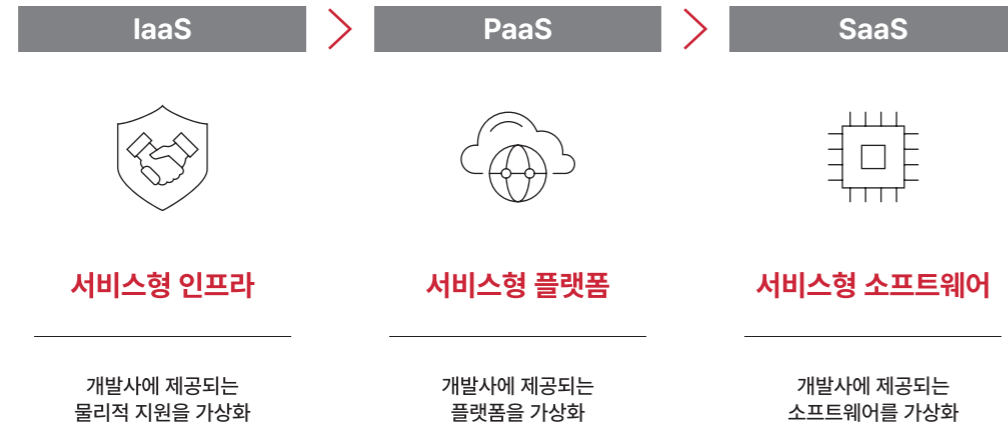 IaaS
PaaS
SaaS
서비스형 인프라
서비스형 플랫폼
서비스형 소프트웨어
개발사에 제공되는
물리적 지원을 가상화
개발사에 제공되는
플랫폼을 가상화
개발사에 제공되는
소프트웨어를 가상화